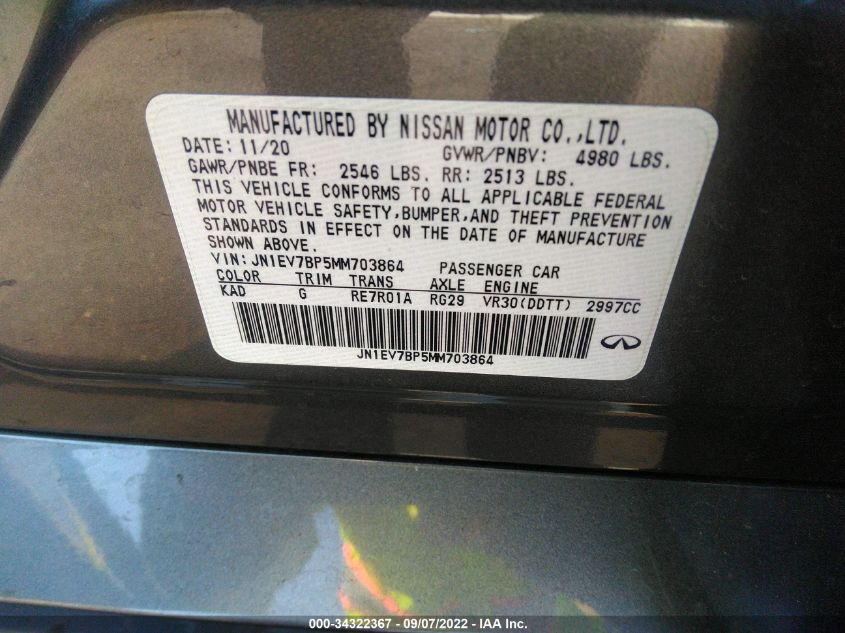 MANUFACTURED BY NISSAN MOTOR CO.,LTD.
DATE: 11/20 GVWR/PNBV: 4980 LBS.
GAWR/PNBE FR: 2546 LBS. RR: 2513 LBS.
THIS VEHICLE CONFORMS TO ALL APPLICABLE FEDERAL
MOTOR VEHICLE SAFETY,BUMPER,AND THEFT PREVENTION
STANDARDS IN EFFECT ON THE DATE OF MANUFACTURE
SHOWN ABOVE.
VIN: JN1EV7BP5MM703864 PASSENGER CAR
COLOR TRIM TRANS AXLE ENGINE
KAD G RE7R01A RG29 VR30(DDTT) 2997CC
JN1EV7BP5MM703864
000-34322367 - 09/07/2022 - IAA Inc.